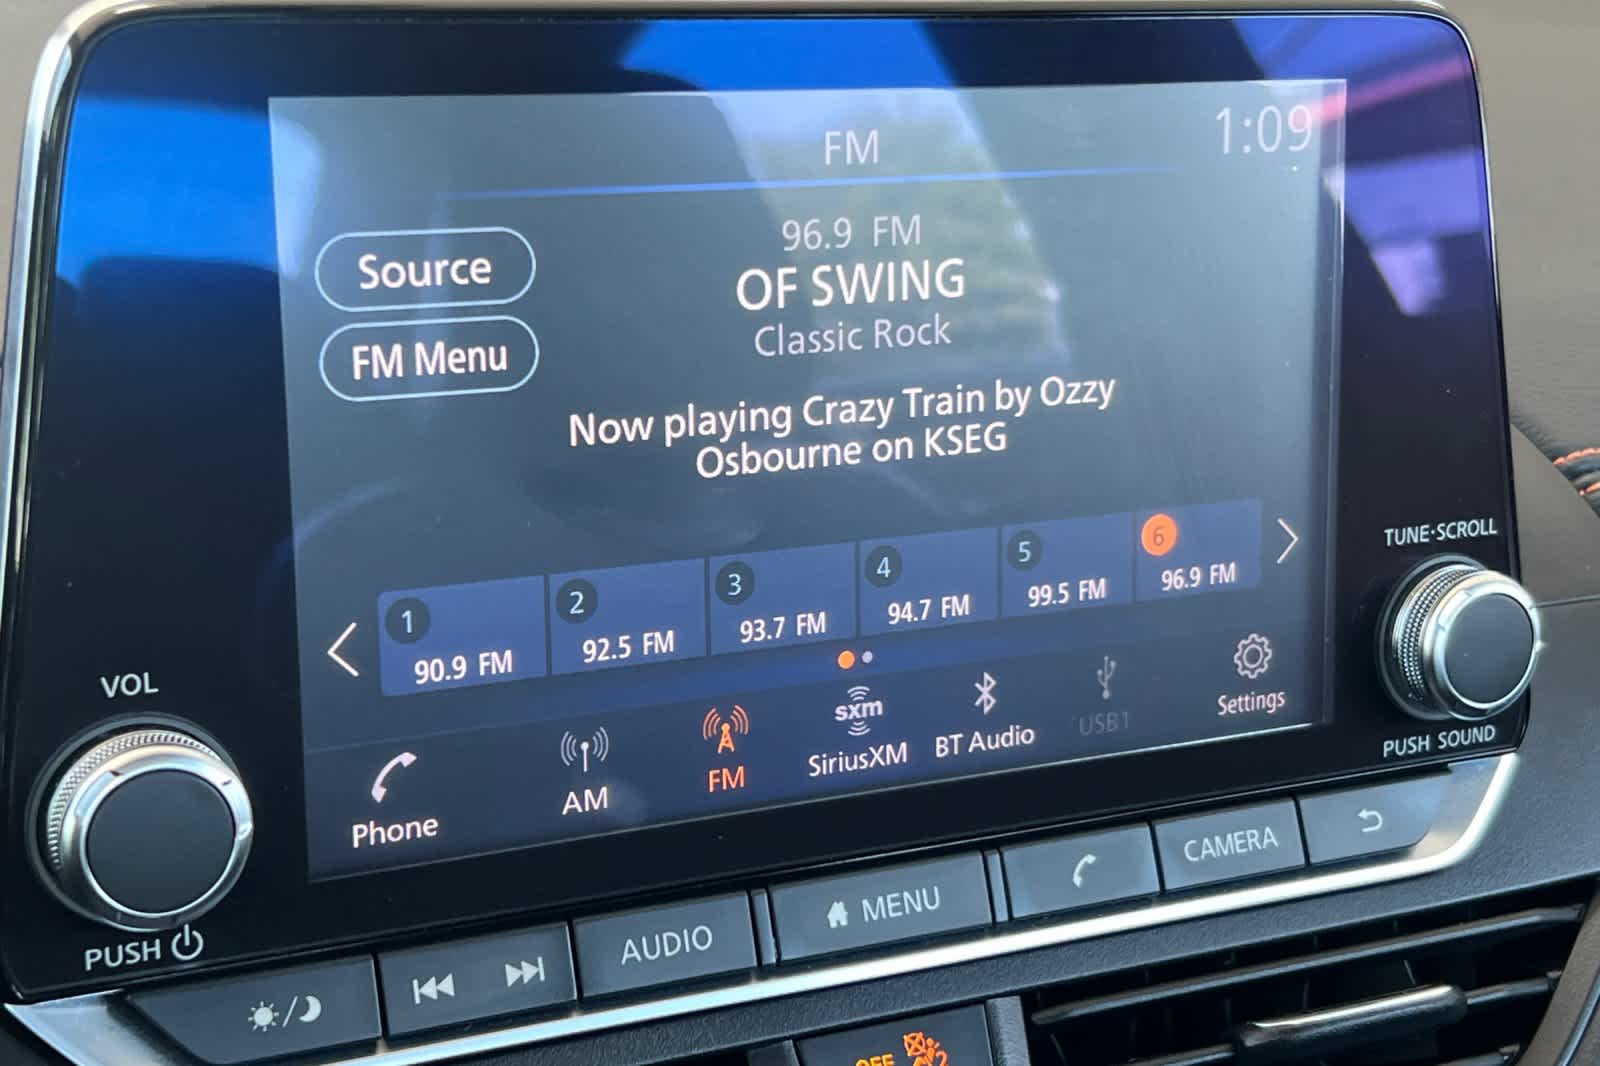 FM
1:09
96.9 FM
OF SWING
Classic Rock
Source
FM Menu
Now playing Crazy Train by Ozzy
Osbourne on KSEG
1
90.9 FM
2
92.5 FM
3
93.7 FM
4
94.7 FM
5
99.5 FM
6
96.9 FM
Phone
AM
FM
sxm
SiriusXM
BT Audio
USB1
Settings
VOL
PUSH
TUNE·SCROLL
PUSH SOUND
AUDIO
MENU
CAMERA
OFF
2